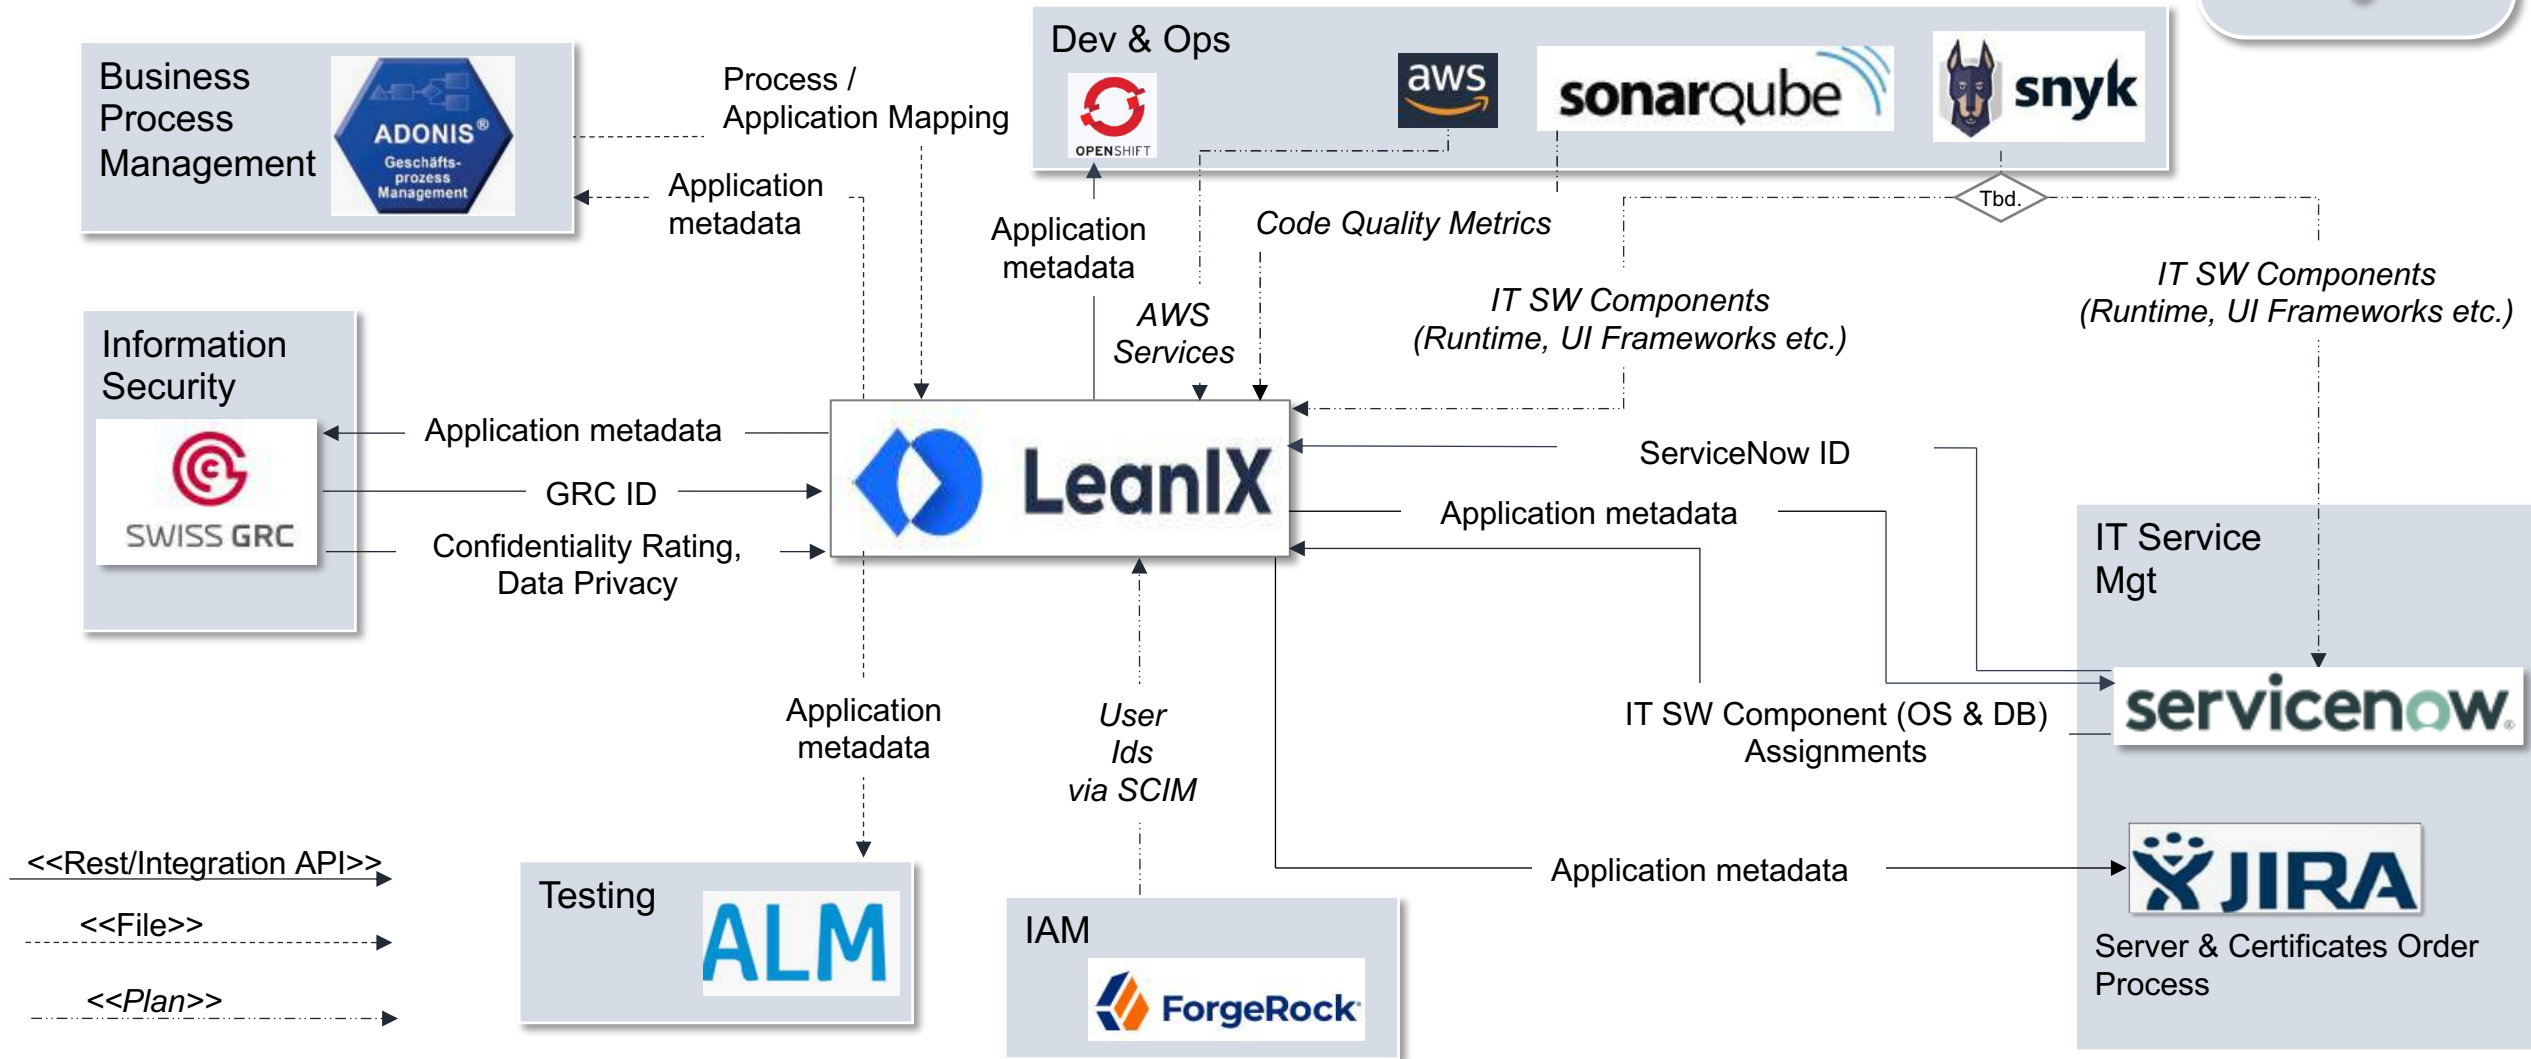 Business
Process
Management
ADONIS®
Geschäfts-
prozess
Management
Process /
Application Mapping
Application
metadata
Dev & Ops
OPENSHIFT
aws
sonarqube
snyk
Tbd.
Application
metadata
Code Quality Metrics
AWS
Services
IT SW Components
(Runtime, UI Frameworks etc.)
IT SW Components
(Runtime, UI Frameworks etc.)
Information
Security
SWISS GRC
Application metadata
GRC ID
Confidentiality Rating,
Data Privacy
LeanIX
ServiceNow ID
Application metadata
IT Service
Mgt
servicenow®
IT SW Component (OS & DB)
Assignments
Application
metadata
User
Ids
via SCIM
Application metadata
JIRA
Server & Certificates Order
Process
<<Rest/Integration API>>
<<File>>
<<Plan>>
Testing
ALM
IAM
ForgeRock